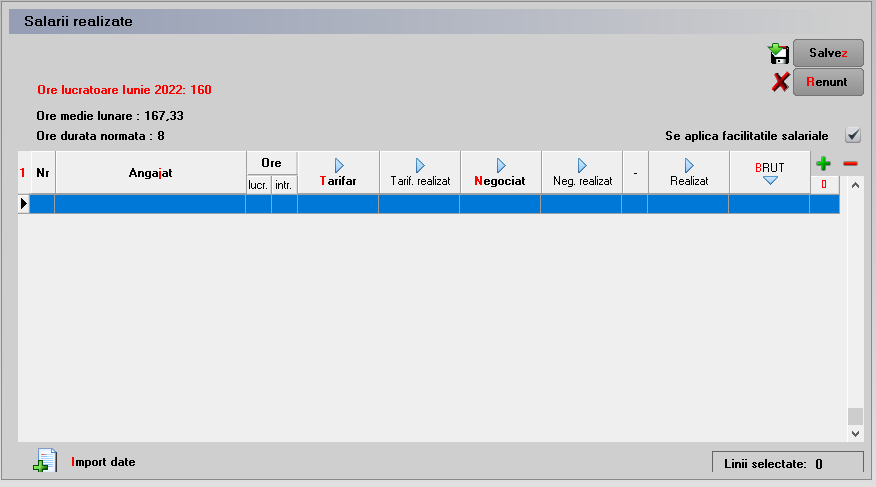 Salarii realizate
Salvez
Renunt
Ore lucratoare Iunie 2022: 160
Ore medie lunare : 167,33
Ore durata normata : 8
Se aplica facilitatile salariale
1 Nr Angajat Ore Tarifar Tarif. realizat Negociat Neg. realizat - Realizat BRUT
lucr. intr. 0
Import date
Linii selectate: 0